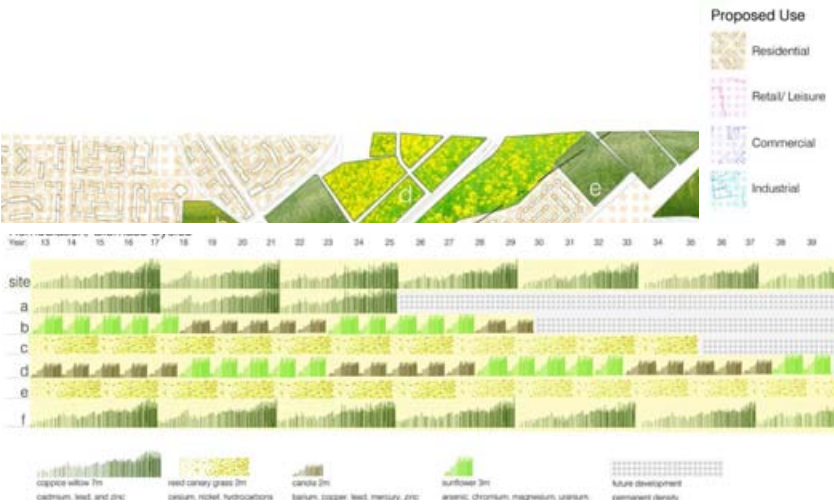 Proposed Use
Residential
Retail/ Leisure
Commercial
Industrial
d
e
Year: 13 14 15 16 17 18 19 20 21 22 23 24 25 26 27 28 29 30 31 32 33 34 35 36 37 38 39
site
a
b
c
d
e
f
coppice willow 7m
reed canary grass 2m
canola 2m
sunflower 3m
future development
cadmium, lead, and zinc
cesium, nickel, hydrocarbons
barium, copper, lead, mercury, zinc
arsenic, chromium, magnesium, uranium,
permanent density